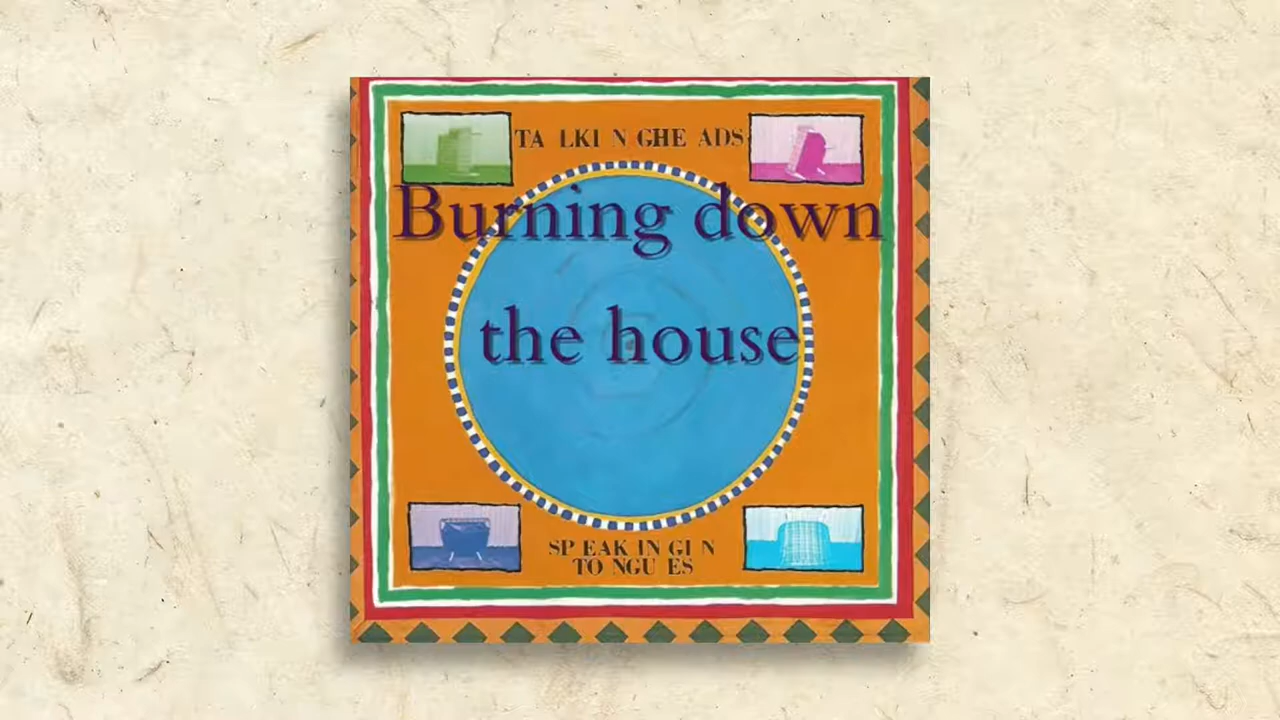 TA LKI N GHE ADS
Burning down
the house
SP EAK IN GI N
TO NGU ES